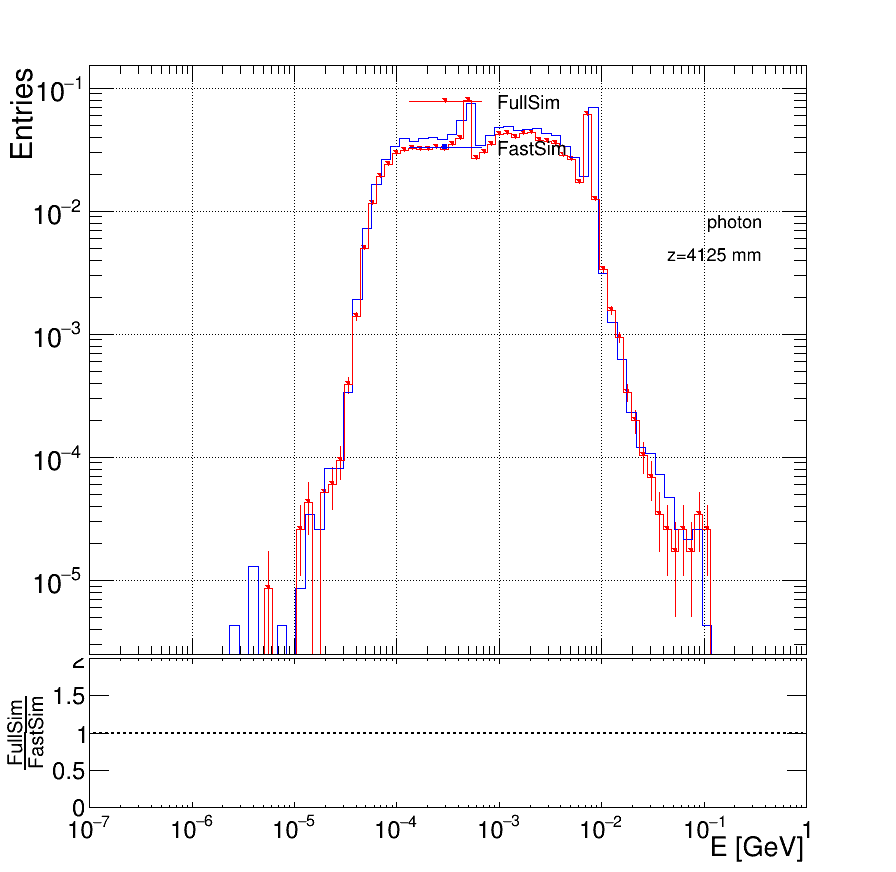 Entries
10⁻¹
10⁻²
10⁻³
10⁻⁴
10⁻⁵
FullSim
FastSim
photon
z=4125 mm
FullSim
FastSim
2
1.5
1
0.5
0
10⁻⁷ 10⁻⁶ 10⁻⁵ 10⁻⁴ 10⁻³ 10⁻² 10⁻¹ 1
E [GeV]